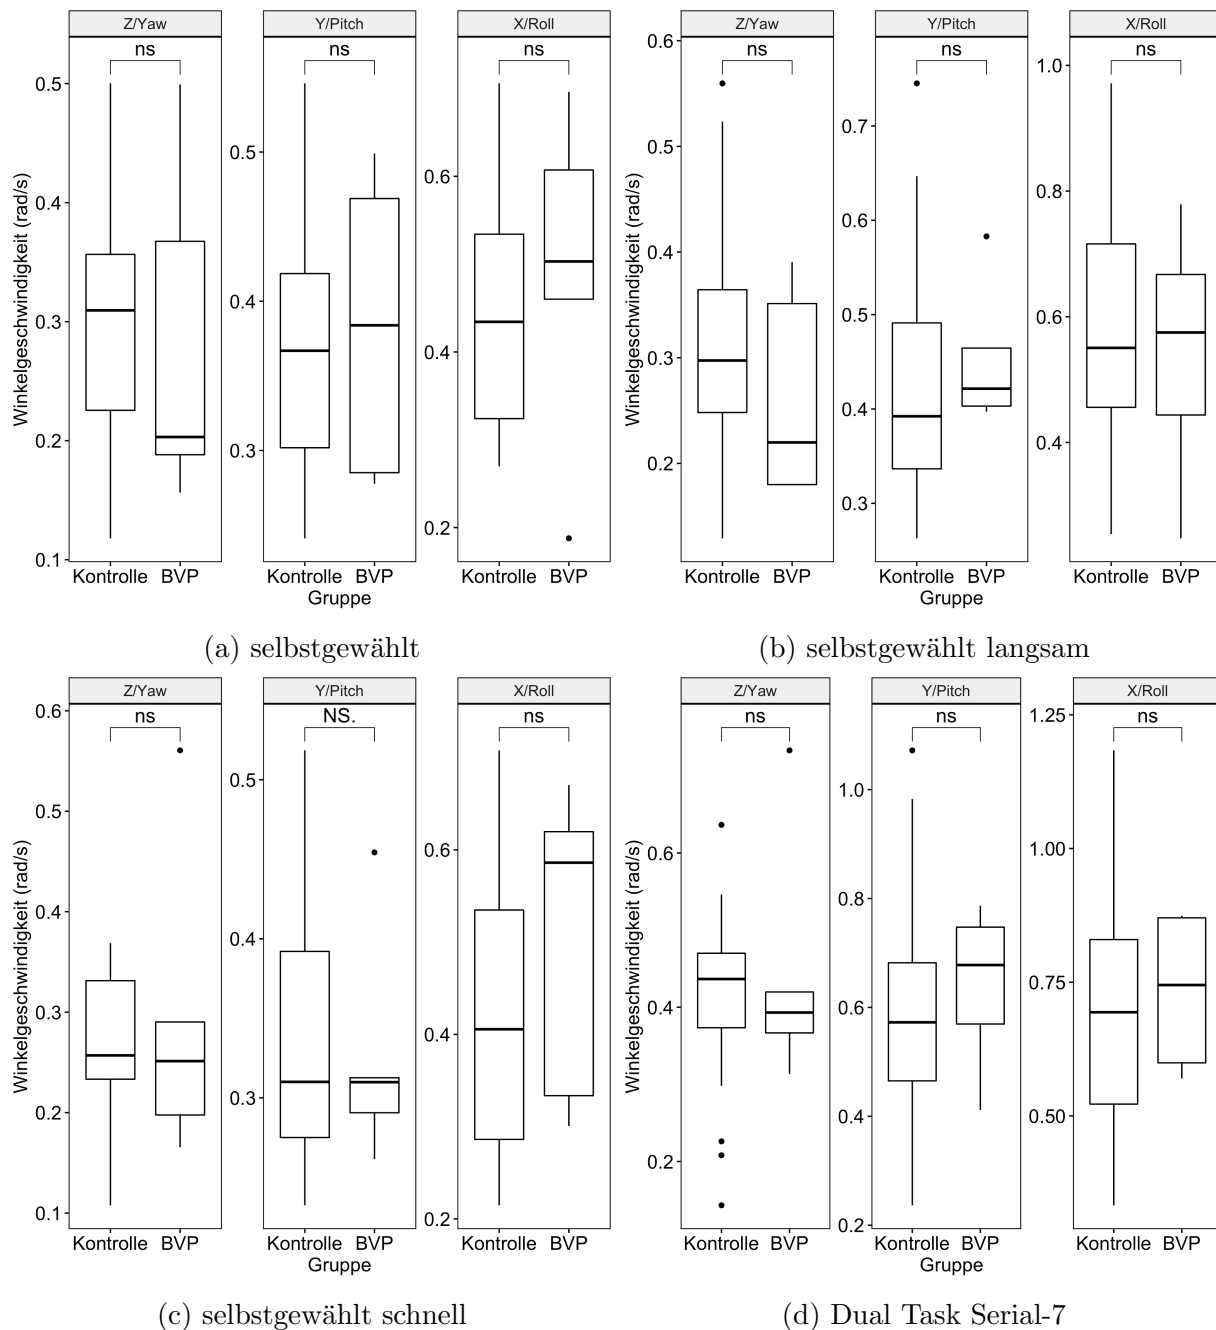 Z/Yaw Y/Pitch X/Roll
ns ns ns
Winkelgeschwindigkeit (rad/s)
0.5
0.4
0.3
0.2
0.1
0.5
0.4
0.3
0.6
0.4
0.2
Kontrolle BVP Kontrolle BVP Kontrolle BVP
Gruppe
(a) selbstgewählt
Z/Yaw Y/Pitch X/Roll
ns ns ns
Winkelgeschwindigkeit (rad/s)
0.6
0.5
0.4
0.3
0.2
0.7
0.6
0.5
0.4
0.3
1.0
0.8
0.6
0.4
Kontrolle BVP Kontrolle BVP Kontrolle BVP
Gruppe
(b) selbstgewählt langsam
Z/Yaw Y/Pitch X/Roll
ns NS. ns
Winkelgeschwindigkeit (rad/s)
0.6
0.5
0.4
0.3
0.2
0.1
0.5
0.4
0.3
0.6
0.4
0.2
Kontrolle BVP Kontrolle BVP Kontrolle BVP
Gruppe
(c) selbstgewählt schnell
Z/Yaw Y/Pitch X/Roll
ns ns ns
Winkelgeschwindigkeit (rad/s)
0.6
0.4
0.2
1.0
0.8
0.6
0.4
0.2
1.25
1.00
0.75
0.50
Kontrolle BVP Kontrolle BVP Kontrolle BVP
Gruppe
(d) Dual Task Serial-7